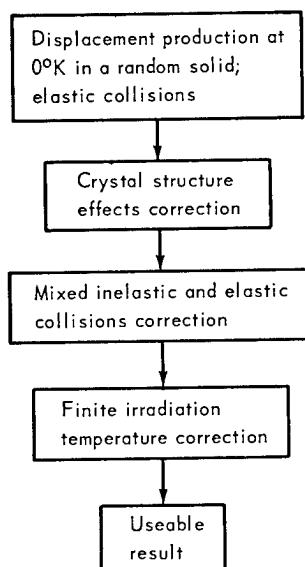 Displacement production at
0ºK in a random solid;
elastic collisions
Crystal structure
effects correction
Mixed inelastic and elastic
collisions correction
Finite irradiation
temperature correction
Useable
result